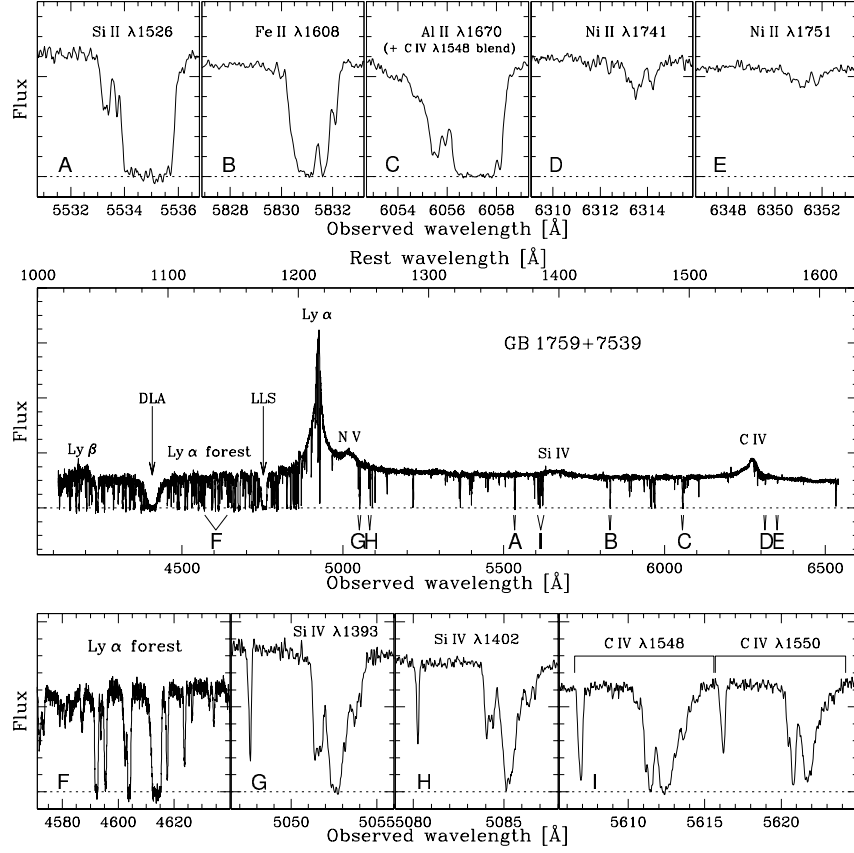 Si II λ1526
Fe II λ1608
Al II λ1670
(+ C IV λ1548 blend)
Ni II λ1741
Ni II λ1751
Flux
A
B
C
D
E
5532 5534 5536
5828 5830 5832
6054 6056 6058
6310 6312 6314
6348 6350 6352
Observed wavelength [Å]
Observed wavelength [Å]
Rest wavelength [Å]
1000 1100 1200 1300 1400 1500 1600
Ly α
GB 1759+7539
DLA
LLS
Flux
Ly β
Ly α forest
N V
Si IV
C IV
F
G
H
A
I
B
C
D
E
4500 5000 5500 6000 6500
Observed wavelength [Å]
Ly α forest
Si IV λ1393
Si IV λ1402
C IV λ1548
C IV λ1550
Flux
F
G
H
I
4580 4600 4620
5050 5055
5080 5085
5610 5615 5620
Observed wavelength [Å]
Observed wavelength [Å]